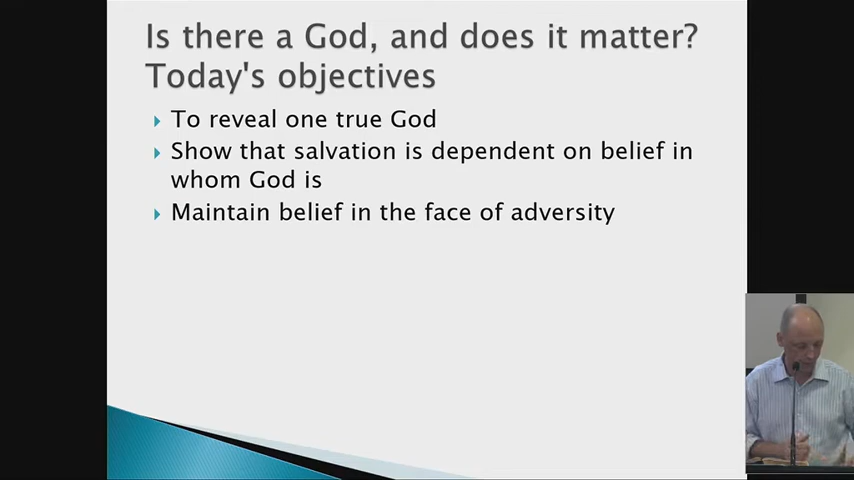 Is there a God, and does it matter?
Today's objectives
To reveal one true God
Show that salvation is dependent on belief in
whom God is
Maintain belief in the face of adversity